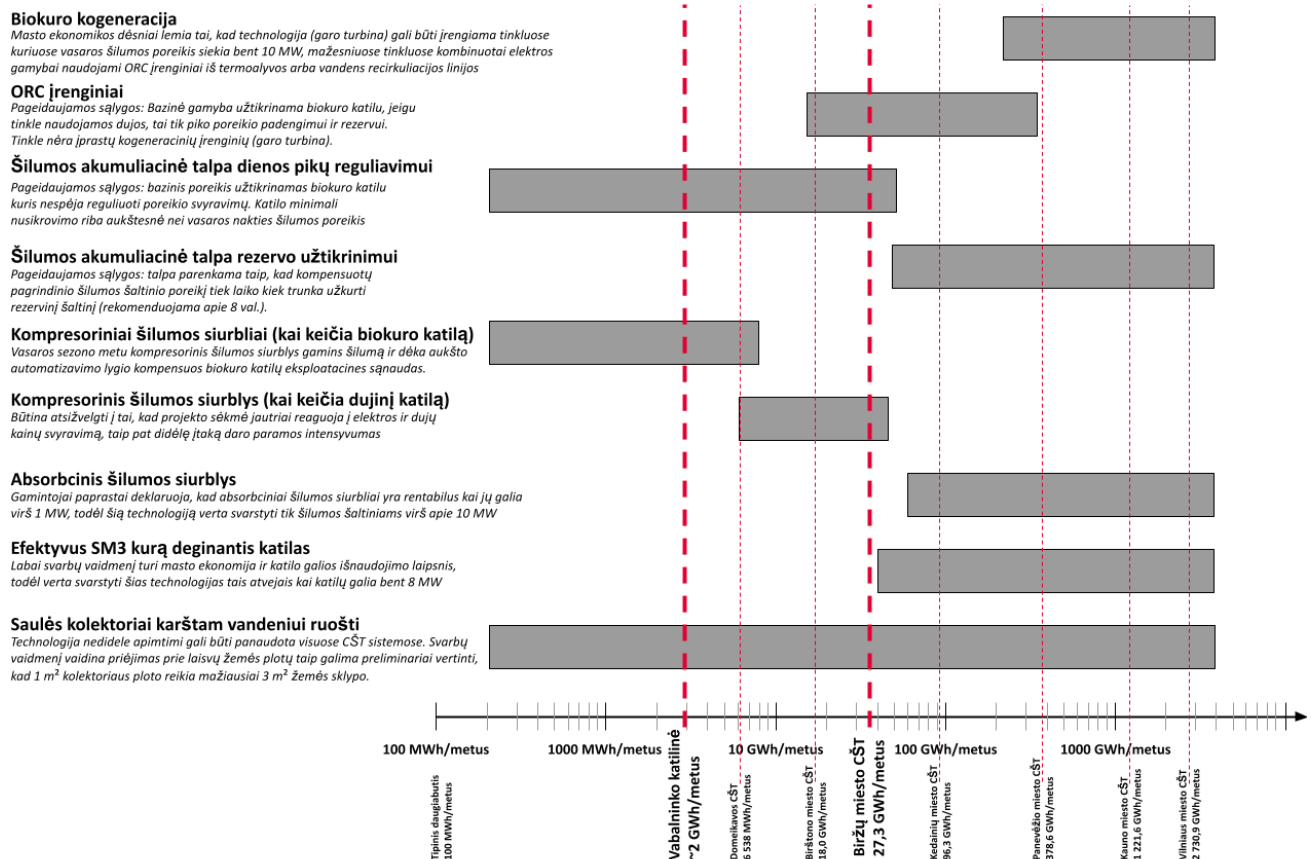 Biokuro kogeneracija
Masto ekonomikos dėsniai lemia tai, kad technologija (garo turbina) gali būti įrengiama tinkluose
kuriuose vasaros šilumos poreikis siekia bent 10 MW, mažesniuose tinkluose kombinuotai elektros
gamybai naudojami ORC įrenginiai iš termoalyvos arba vandens recirkuliacijos linijos
ORC įrenginiai
Pageidaujamos sąlygos: Bazinė gamyba užtikrinama biokuro katilu, jeigu
tinkle naudojamos dujos, tai tik piko poreikio padengimui ir rezervui.
Tinkle nėra įprastų kogeneracinių įrenginių (garo turbina).
Šilumos akumuliacinė talpa dienos pikų reguliavimui
Pageidaujamos sąlygos: bazinis poreikis užtikrinamas biokuro katilu
kuris nespėja reguliuoti poreikio svyravimų. Katilo minimali
nusikrovimo riba aukštesnė nei vasaros nakties šilumos poreikis
Šilumos akumuliacinė talpa rezervo užtikrinimui
Pageidaujamos sąlygos: talpa parenkama taip, kad kompensuotų
pagrindinio šilumos šaltinio poreikį tiek laiko kiek trunka užkurti
rezervinį šaltinį (rekomenduojama apie 8 val.).
Kompresoriniai šilumos siurbliai (kai keičia biokuro katilą)
Vasaros sezono metu kompresorinis šilumos siurblys gamins šilumą ir dėka aukšto
automatizavimo lygio kompensuos biokuro katilų eksploatacines sąnaudas.
Kompresorinis šilumos siurblys (kai keičia dujinį katilą)
Būtina atsižvelgti į tai, kad projekto sėkmė jautriai reaguoja į elektros ir dujų
kainų svyravimą, taip pat didėlę įtaką daro paramos intensyvumas
Absorbcinis šilumos siurblys
Gamintojai paprastai deklaruoja, kad absorbciniai šilumos siurbliai yra rentabilus kai jų galia
virš 1 MW, todėl šią technologiją verta svarstyti tik šilumos šaltiniams virš apie 10 MW
Efektyvus SM3 kurą deginantis katilas
Labai svarbų vaidmenį turi masto ekonomija ir katilo galios išnaudojimo laipsnis,
todėl verta svarstyti šias technologijas tais atvejais kai katilų galia bent 8 MW
Saulės kolektoriai karštam vandeniui ruošti
Technologija nedidele apimtimi gali būti panaudota visuose CŠT sistemose. Svarbų
vaidmenį vaidina priėjimas prie laisvų žemės plotų taip galima preliminariai vertinti,
kad 1 m² kolektoriaus ploto reikia mažiausiai 3 m² žemės sklypo.
100 MWh/metus
1000 MWh/metus
10 GWh/metus
100 GWh/metus
1000 GWh/metus
Tipinis daugiabutis
100 MWh/metus
Vabalninko katilinė
~2 GWh/metus
Domeikavos CŠT
6 538 MWh/metus
Birštono miesto CŠT
18,0 GWh/metus
Biržų miesto CŠT
27,3 GWh/metus
Kedainių miesto CŠT
96,3 GWh/metus
Panevėžio miesto CŠT
378,6 GWh/metus
Kauno miesto CŠT
1 221,6 GWh/metus
Vilniaus miesto CŠT
2 730,9 GWh/metus